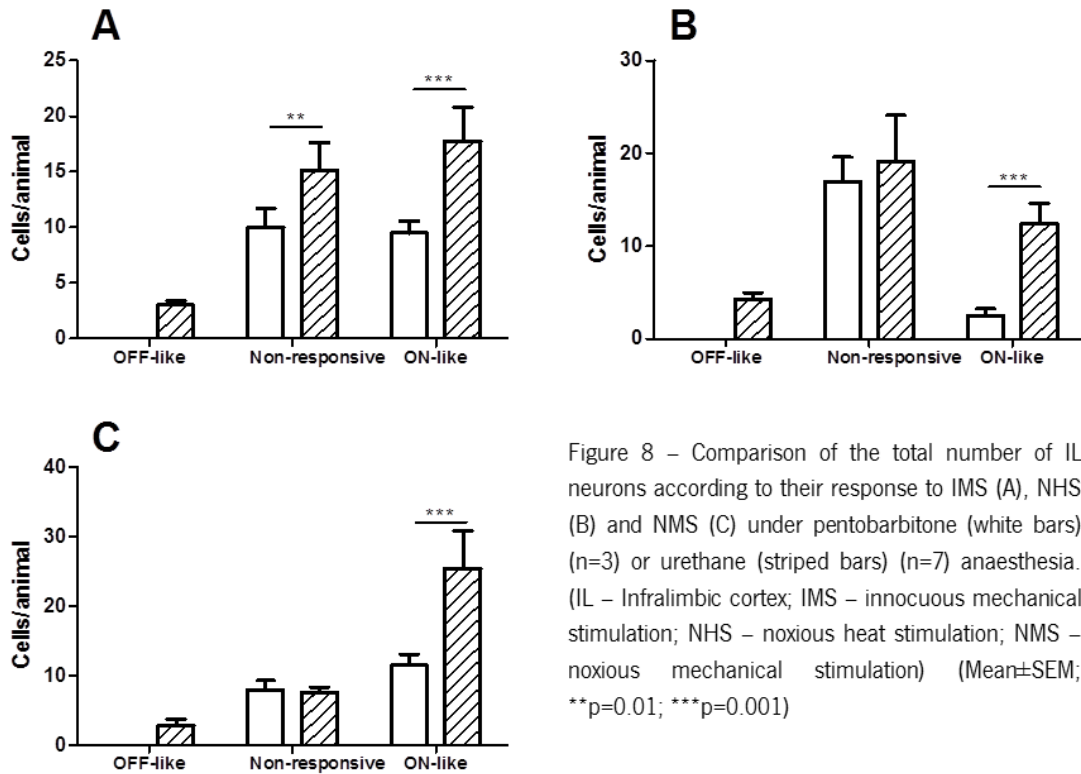 A
25
20
15
10
5
0
Cells/animal
**
***
OFF-like Non-responsive ON-like
B
30
20
10
0
Cells/animal
***
OFF-like Non-responsive ON-like
C
40
30
20
10
0
Cells/animal
***
OFF-like Non-responsive ON-like
Figure 8 – Comparison of the total number of IL
neurons according to their response to IMS (A), NHS
(B) and NMS (C) under pentobarbitone (white bars)
(n=3) or urethane (striped bars) (n=7) anaesthesia.
(IL – Infralimbic cortex; IMS – innocuous mechanical
stimulation; NHS – noxious heat stimulation; NMS –
noxious mechanical stimulation) (Mean±SEM;
**p=0.01; ***p=0.001)